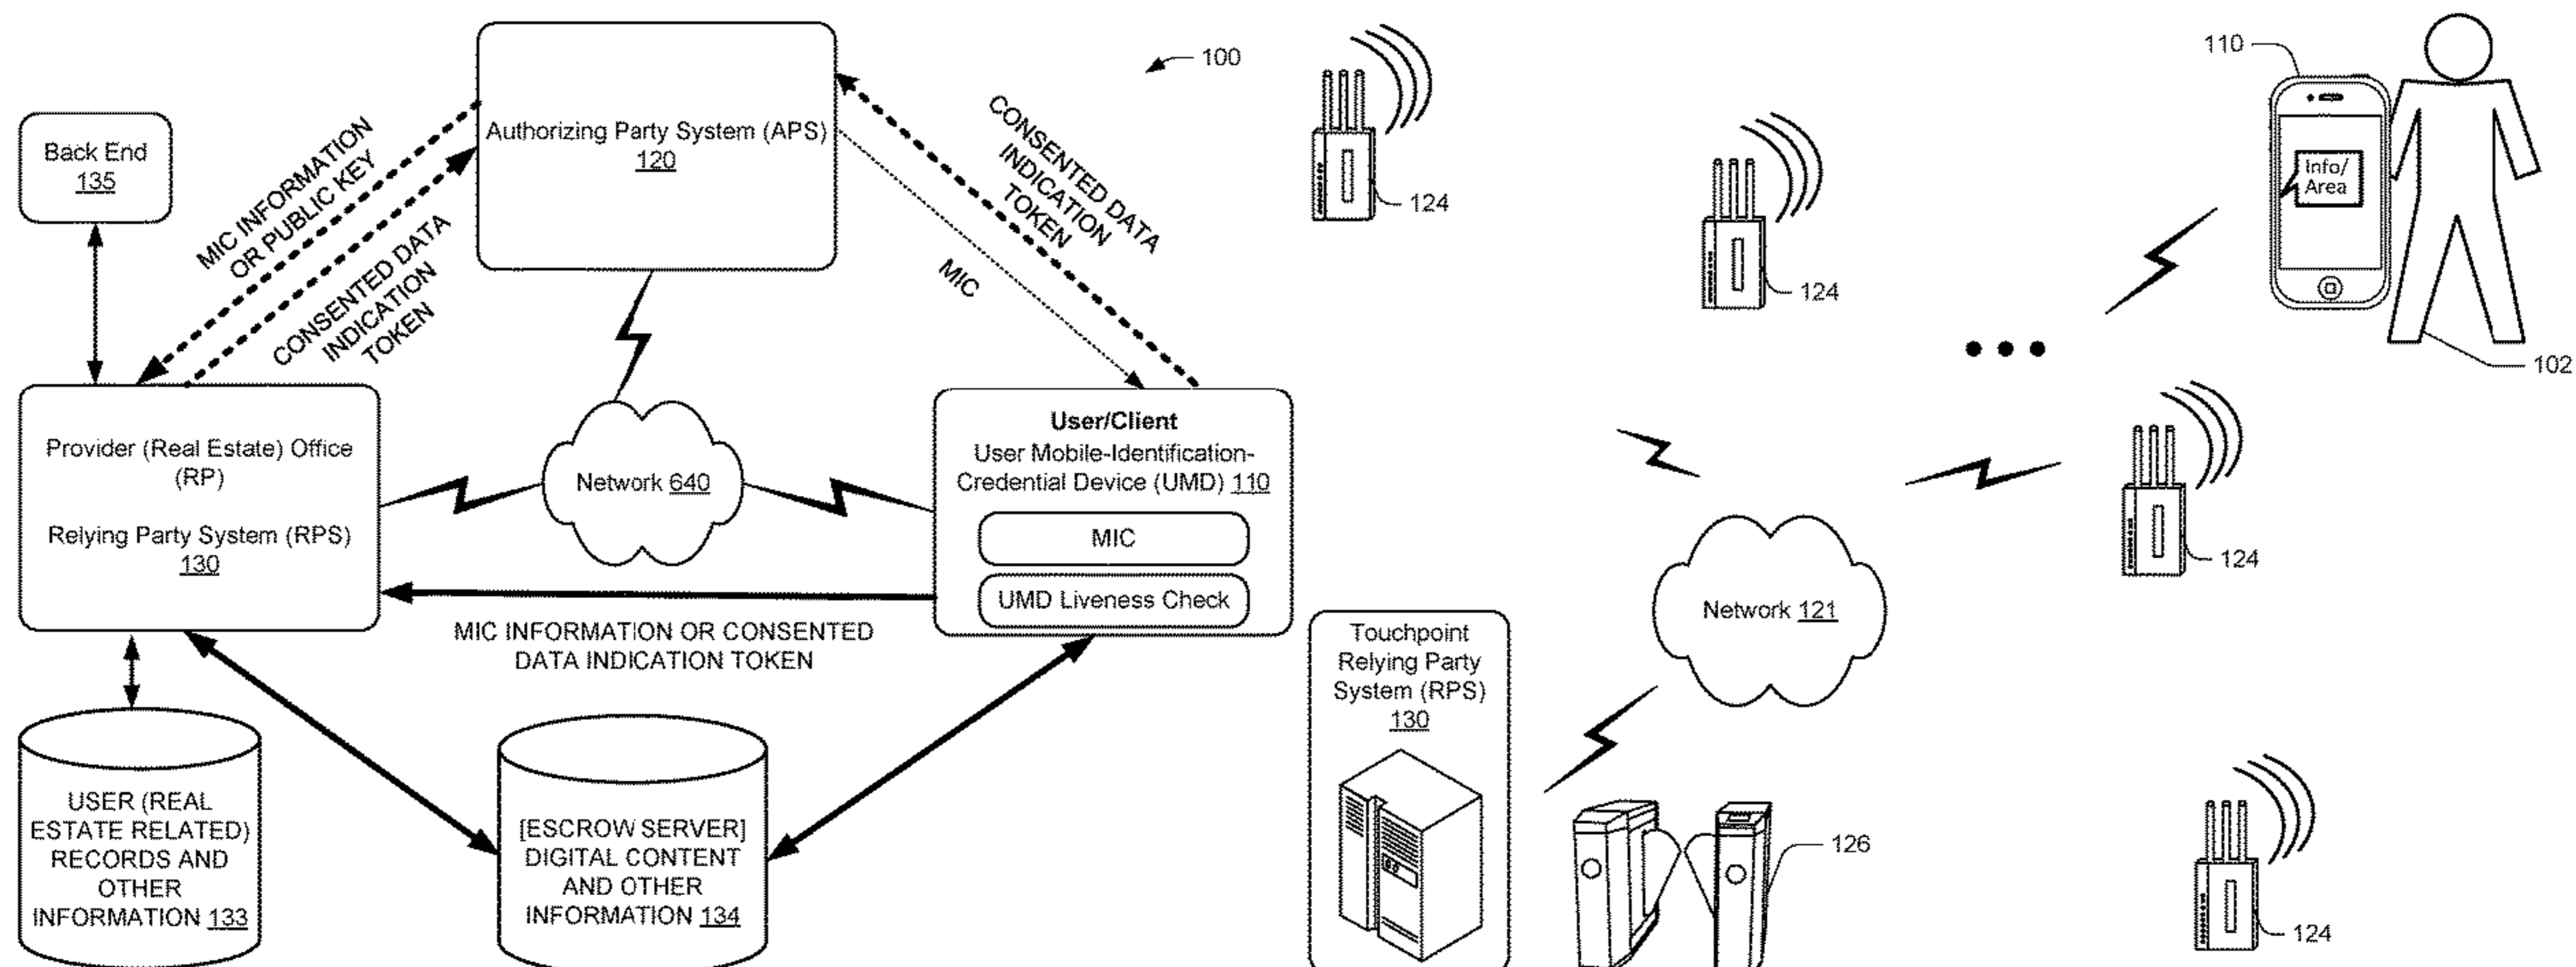 100
110
Info/
Area
102
124
124
124
124
126
Back End
135
MIC INFORMATION
OR PUBLIC KEY
CONSENTED DATA
INDICATION
TOKEN
Authorizing Party System (APS)
120
CONSENTED DATA
INDICATION
TOKEN
MIC
Provider (Real Estate) Office
(RP)
Relying Party System (RPS)
130
Network 640
User/Client
User Mobile-Identification-
Credential Device (UMD) 110
MIC
UMD Liveness Check
MIC INFORMATION OR CONSENTED
DATA INDICATION TOKEN
Network 121
Touchpoint
Relying Party
System (RPS)
130
USER (REAL
ESTATE RELATED)
RECORDS AND
OTHER
INFORMATION 133
[ESCROW SERVER]
DIGITAL CONTENT
AND OTHER
INFORMATION 134